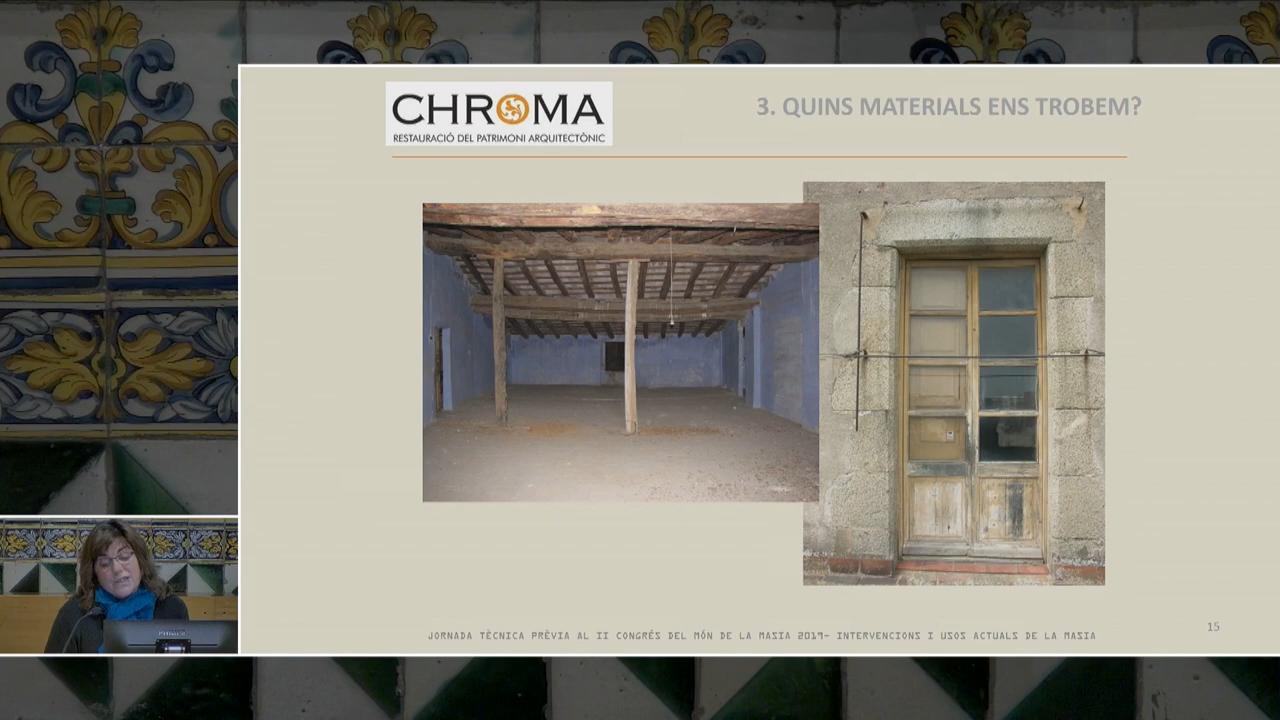 CHROMA
RESTAURACIÓ DEL PATRIMONI ARQUITECTÒNIC
3. QUINS MATERIALS ENS TROBEM?
JORNADA TÈCNICA PRÈVIA AL II CONGRÉS DEL MÓN DE LA MASIA 2019- INTERVENCIONS I USOS ACTUALS DE LA MASIA
15